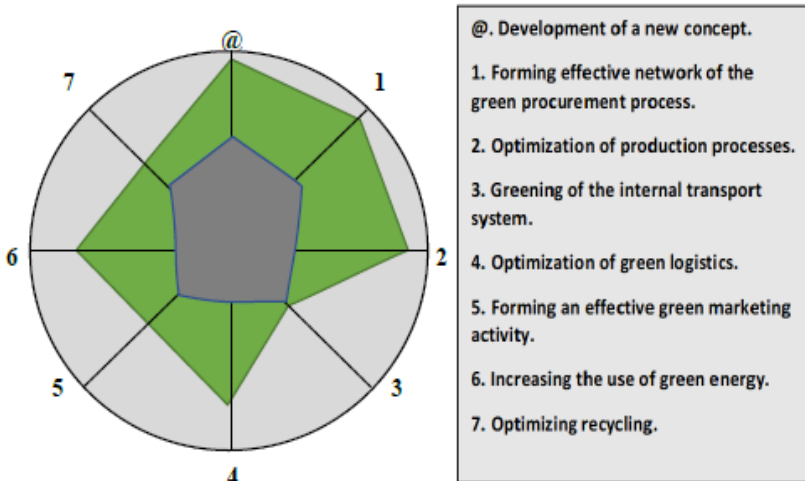 @
7
1
6
2
5
3
4
@. Development of a new concept.
1. Forming effective network of the
green procurement process.
2. Optimization of production processes.
3. Greening of the internal transport
system.
4. Optimization of green logistics.
5. Forming an effective green marketing
activity.
6. Increasing the use of green energy.
7. Optimizing recycling.